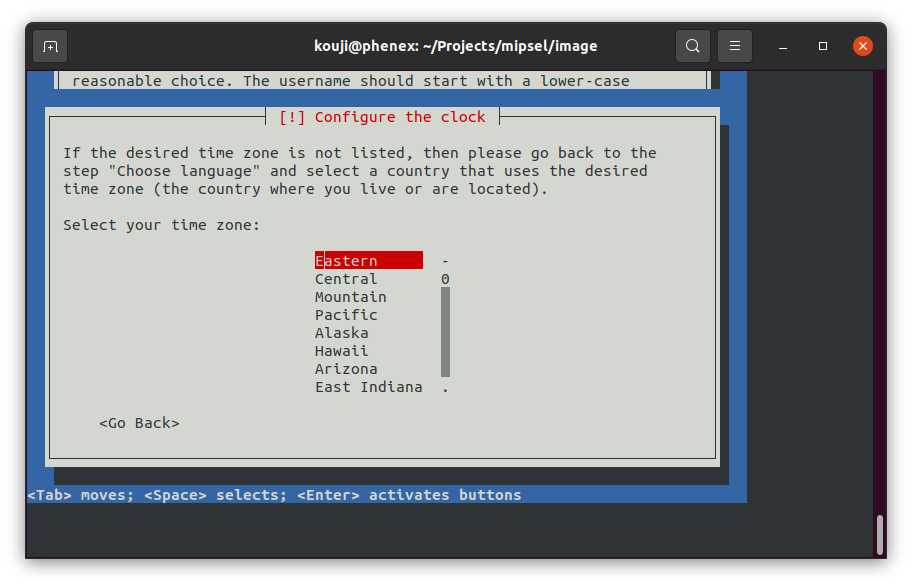 kouji@phenex: ~/Projects/mipsel/image
reasonable choice. The username should start with a lower-case
[!] Configure the clock
If the desired time zone is not listed, then please go back to the
step "Choose language" and select a country that uses the desired
time zone (the country where you live or are located).
Select your time zone:
Eastern -
Central 0
Mountain
Pacific
Alaska
Hawaii
Arizona
East Indiana .
<Go Back>
<Tab> moves; <Space> selects; <Enter> activates buttons